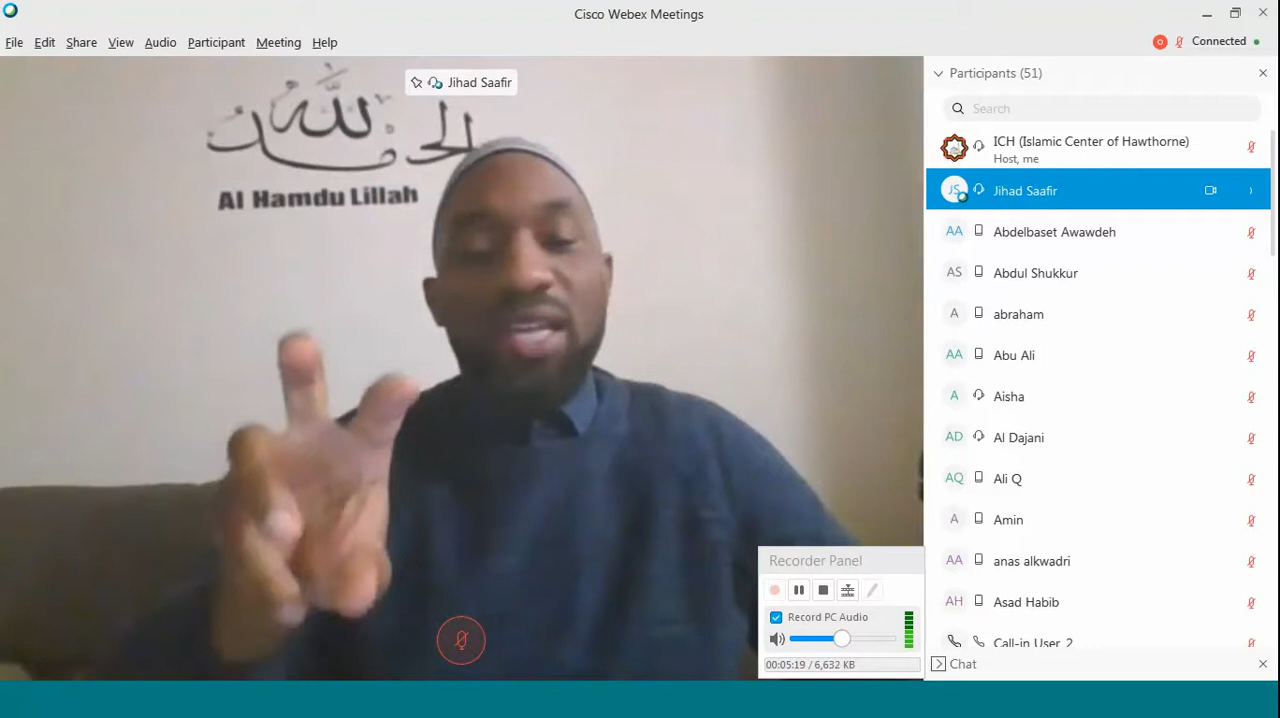 Cisco Webex Meetings
File Edit Share View Audio Participant Meeting Help
Connected
Jihad Saafir
الحمد لله
Al Hamdu Lillah
Participants (51)
Search
ICH (Islamic Center of Hawthorne)
Host, me
JS Jihad Saafir
AA Abdelbaset Awawdeh
AS Abdul Shukkur
A abraham
AA Abu Ali
A Aisha
AD Al Dajani
AQ Ali Q
A Amin
AA anas alkwadri
AH Asad Habib
Call-in User_2
Chat
Recorder Panel
Record PC Audio
00:05:19 / 6,632 KB